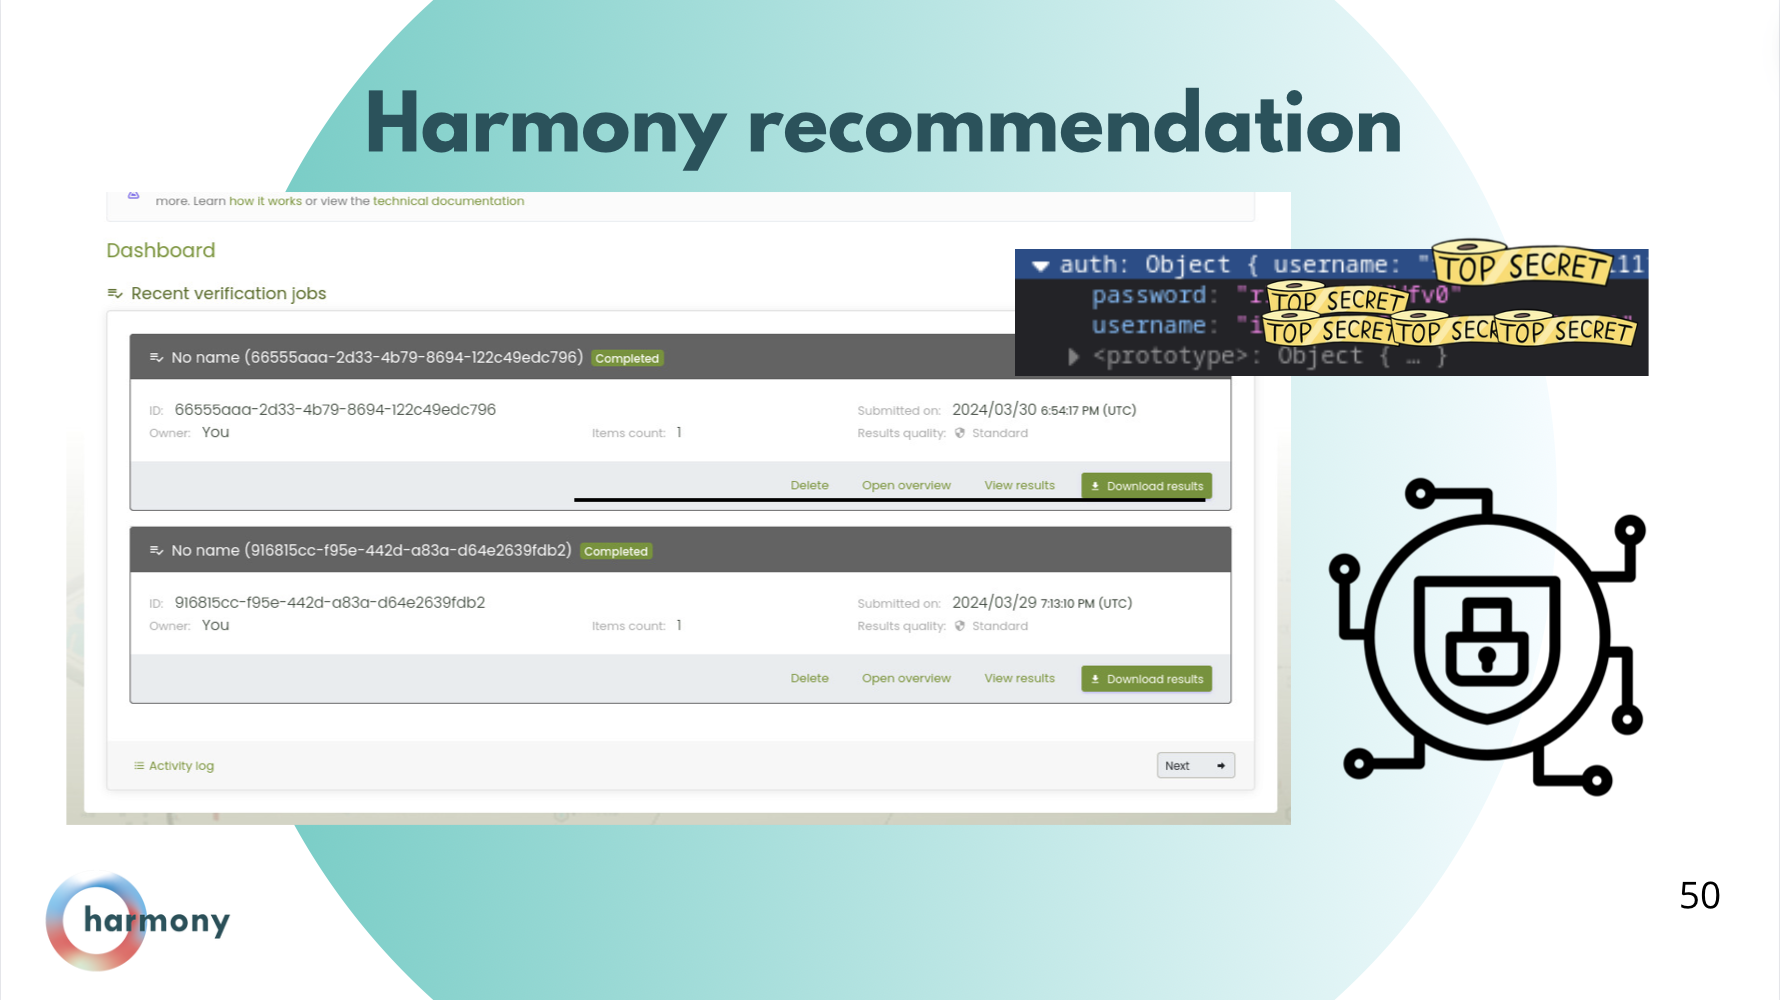 Harmony recommendation
more. Learn how it works or view the technical documentation
Dashboard
Recent verification jobs
No name (66555aaa-2d33-4b79-8694-122c49edc796) Completed
ID: 66555aaa-2d33-4b79-8694-122c49edc796
Submitted on: 2024/03/30 6:54:17 PM (UTC)
Owner: You
Items count: 1
Results quality: Standard
Delete
Open overview
View results
Download results
No name (916815cc-f95e-442d-a83a-d64e2639fdb2) Completed
ID: 916815cc-f95e-442d-a83a-d64e2639fdb2
Submitted on: 2024/03/29 7:13:10 PM (UTC)
Owner: You
Items count: 1
Results quality: Standard
Delete
Open overview
View results
Download results
Activity log
Next
auth: Object { username: " TOP SECRET
password: " TOP SECRET
username: " TOP SECRET TOP SECRET TOP SECRET "
<prototype>: Object { … }
harmony
50